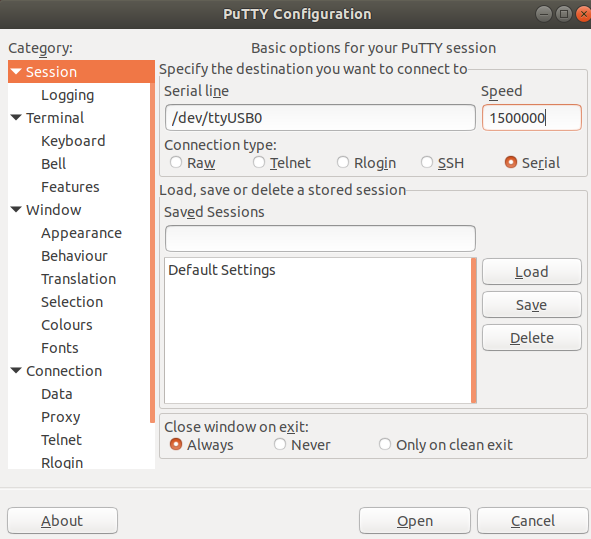 PuTTY Configuration
Category:
Session
Logging
Terminal
Keyboard
Bell
Features
Window
Appearance
Behaviour
Translation
Selection
Colours
Fonts
Connection
Data
Proxy
Telnet
Rlogin
Basic options for your PuTTY session
Specify the destination you want to connect to
Serial line Speed
/dev/ttyUSB0 1500000
Connection type:
Raw Telnet Rlogin SSH Serial
Load, save or delete a stored session
Saved Sessions
Default Settings
Load
Save
Delete
Close window on exit:
Always Never Only on clean exit
About Open Cancel